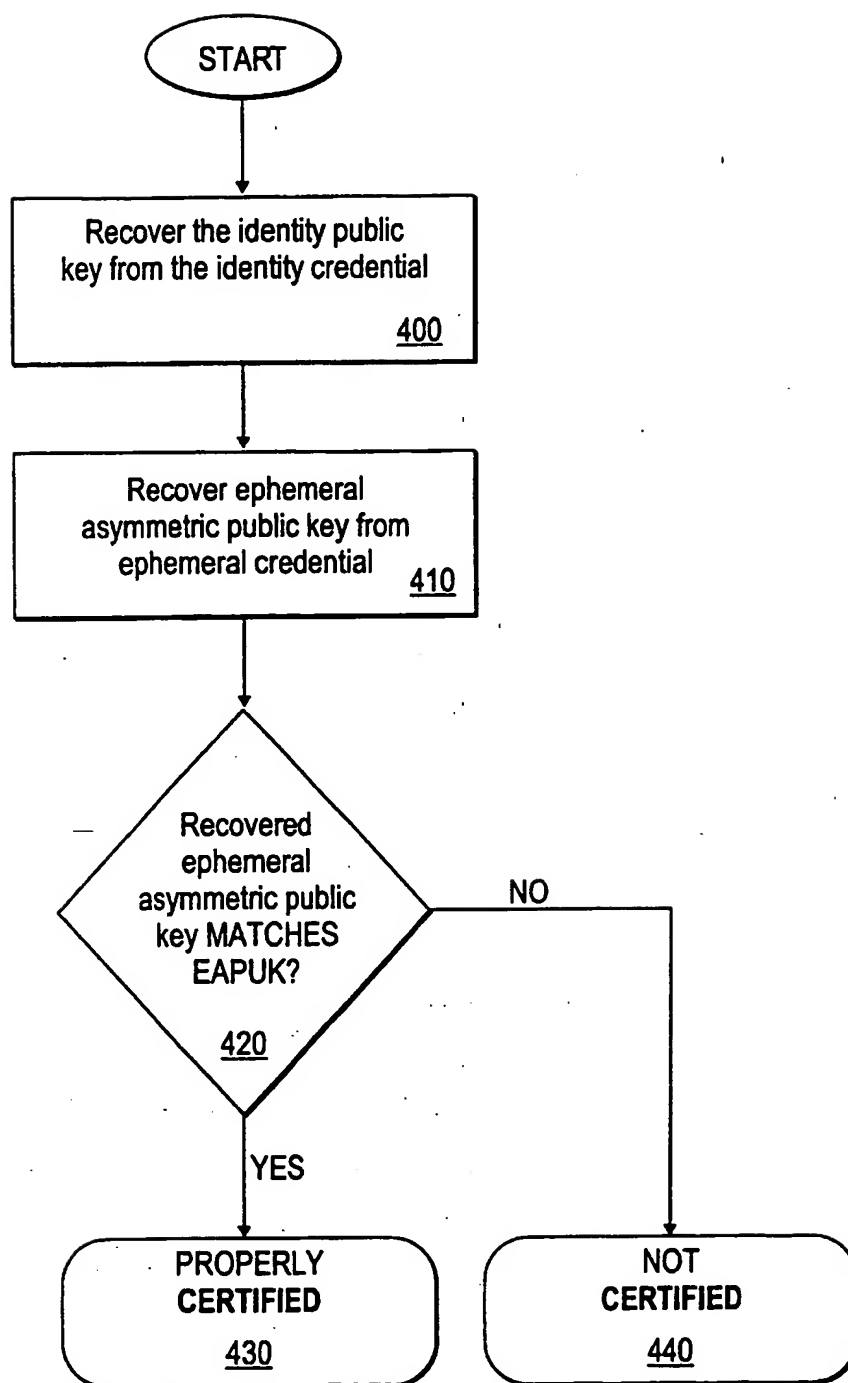 START
Recover the identity public
key from the identity credential
400
Recover ephemeral
asymmetric public key from
ephemeral credential
410
Recovered
ephemeral
asymmetric public
key MATCHES
EAPUK?
420
NO
YES
PROPERLY
CERTIFIED
430
NOT
CERTIFIED
440